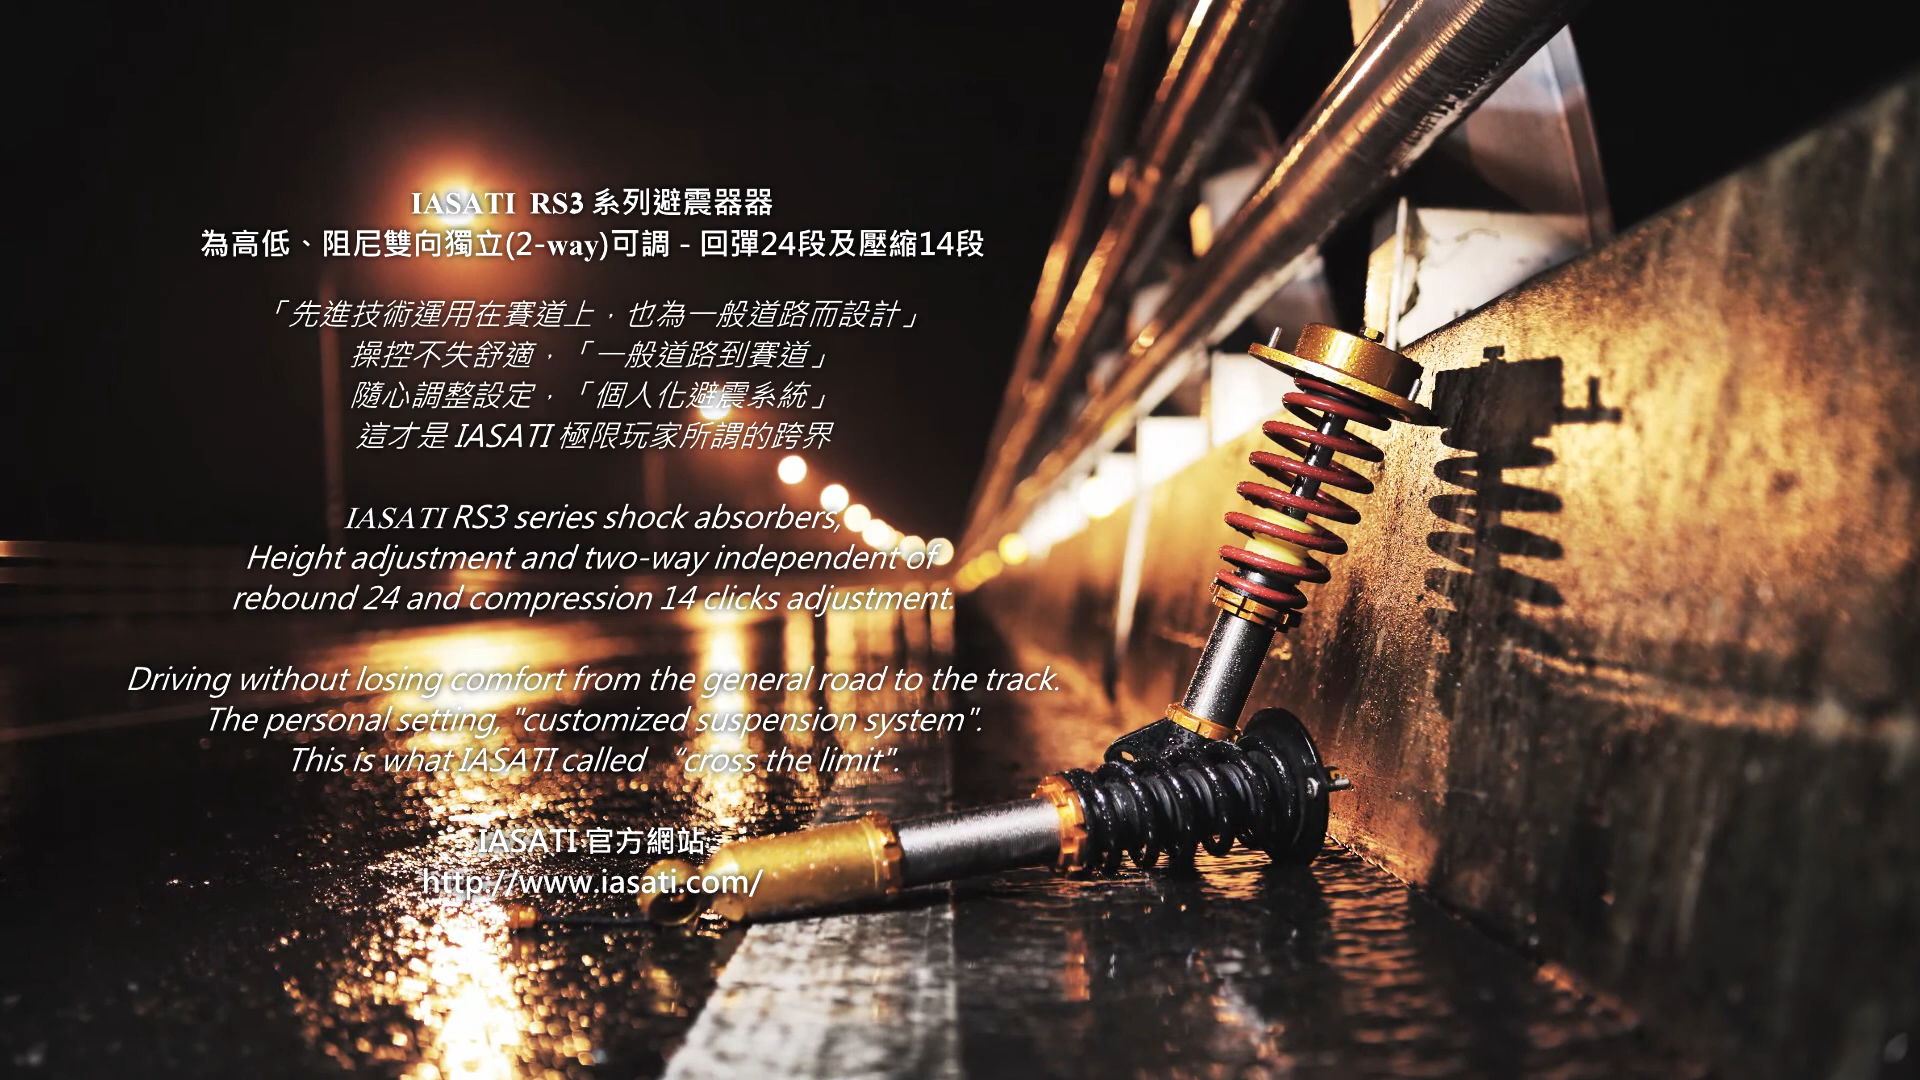 IASATI RS3 系列避震器器
為高低、阻尼雙向獨立(2-way)可調 - 回彈24段及壓縮14段
「先進技術運用在賽道上，也為一般道路而設計」
操控不失舒適，「一般道路到賽道」
隨心調整設定，「個人化避震系統」
這才是 IASATI 極限玩家所謂的跨界
IASATI RS3 series shock absorbers,
Height adjustment and two-way independent of
rebound 24 and compression 14 clicks adjustment.
Driving without losing comfort from the general road to the track.
The personal setting, "customized suspension system".
This is what IASATI called “cross the limit".
IASATI 官方網站
http://www.iasati.com/